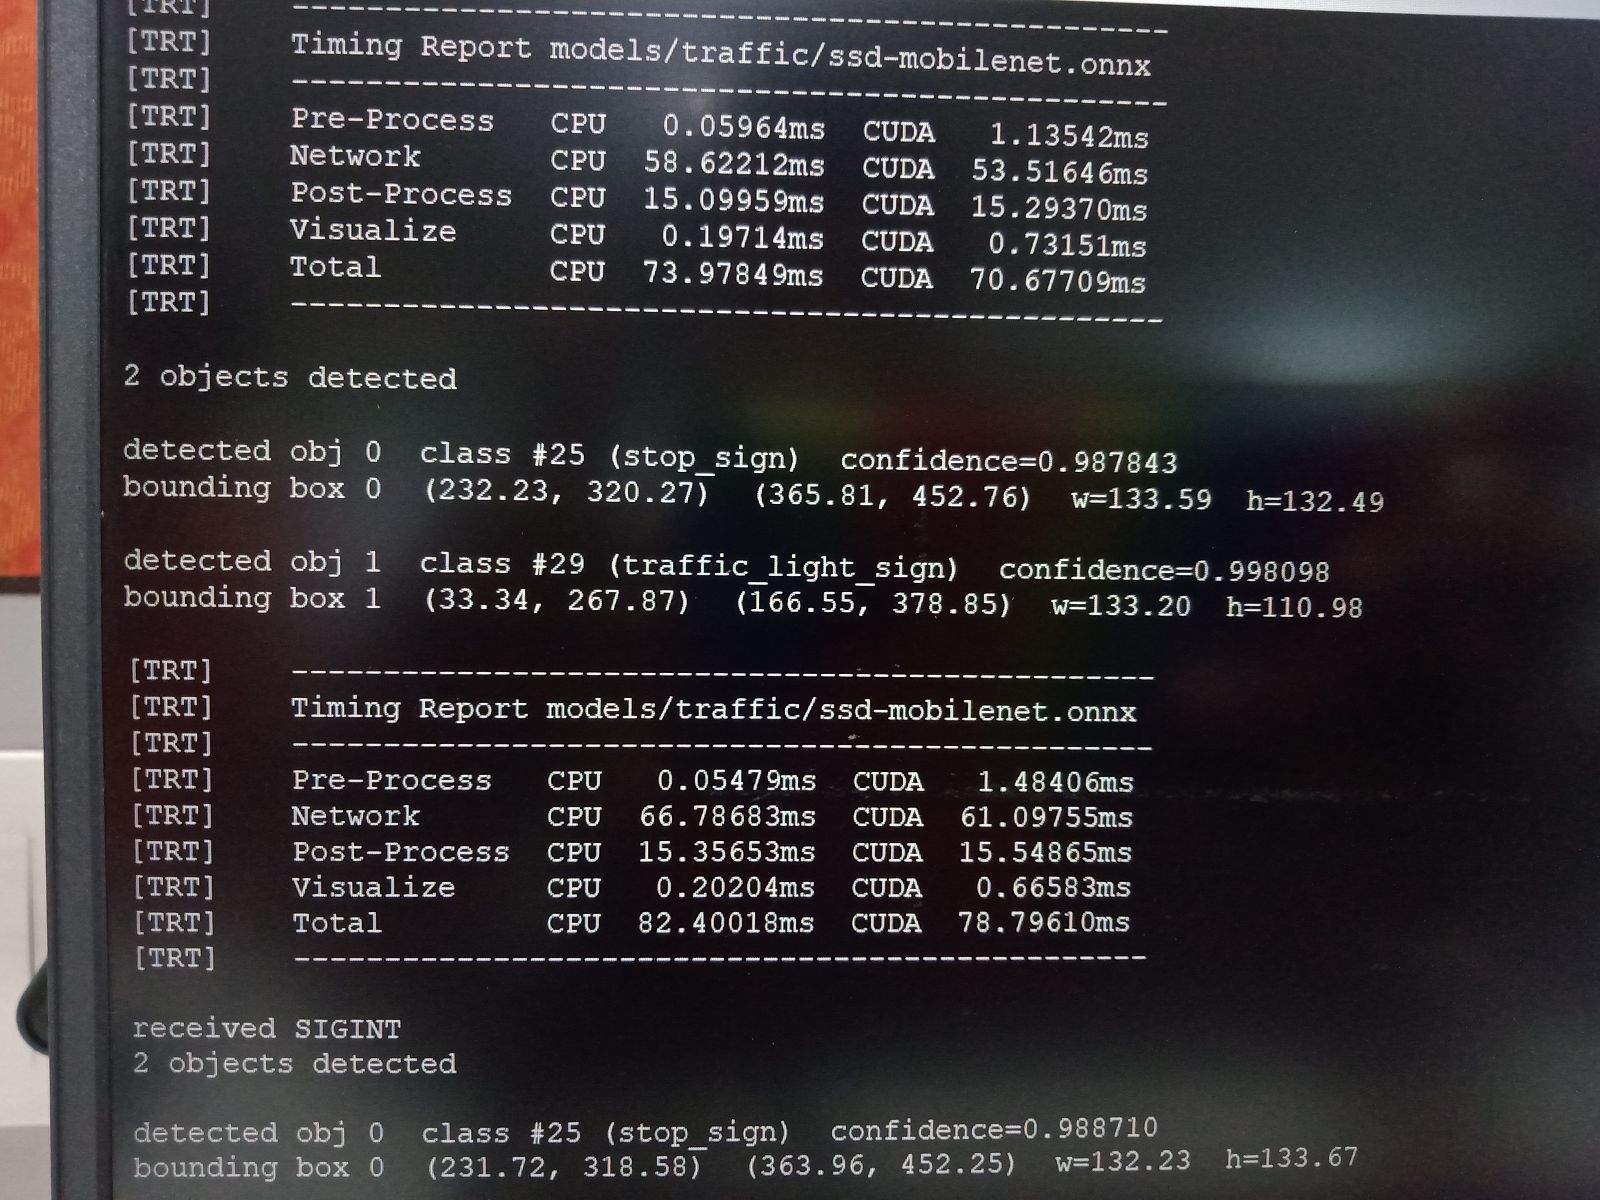 [TRT] --------------------------------------------------
[TRT] Timing Report models/traffic/ssd-mobilenet.onnx
[TRT] --------------------------------------------------
[TRT] Pre-Process CPU 0.05964ms CUDA 1.13542ms
[TRT] Network CPU 58.62212ms CUDA 53.51646ms
[TRT] Post-Process CPU 15.09959ms CUDA 15.29370ms
[TRT] Visualize CPU 0.19714ms CUDA 0.73151ms
[TRT] Total CPU 73.97849ms CUDA 70.67709ms
[TRT] --------------------------------------------------
2 objects detected
detected obj 0 class #25 (stop_sign) confidence=0.987843
bounding box 0 (232.23, 320.27) (365.81, 452.76) w=133.59 h=132.49
detected obj 1 class #29 (traffic_light_sign) confidence=0.998098
bounding box 1 (33.34, 267.87) (166.55, 378.85) w=133.20 h=110.98
[TRT] --------------------------------------------------
[TRT] Timing Report models/traffic/ssd-mobilenet.onnx
[TRT] --------------------------------------------------
[TRT] Pre-Process CPU 0.05479ms CUDA 1.48406ms
[TRT] Network CPU 66.78683ms CUDA 61.09755ms
[TRT] Post-Process CPU 15.35653ms CUDA 15.54865ms
[TRT] Visualize CPU 0.20204ms CUDA 0.66583ms
[TRT] Total CPU 82.40018ms CUDA 78.79610ms
[TRT] --------------------------------------------------
received SIGINT
2 objects detected
detected obj 0 class #25 (stop_sign) confidence=0.988710
bounding box 0 (231.72, 318.58) (363.96, 452.25) w=132.23 h=133.67